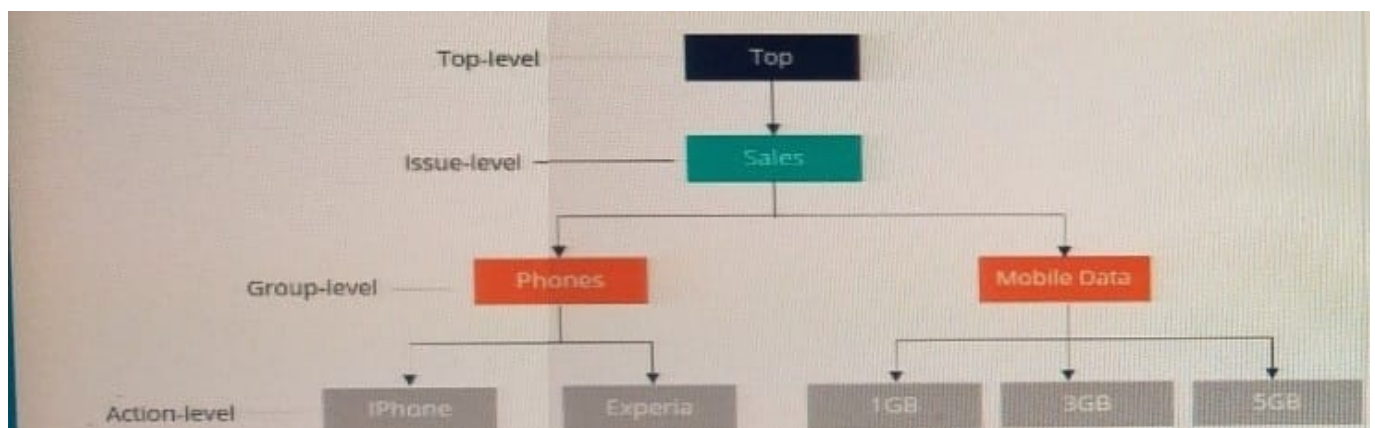 Top-level
Top
Issue-level
Sales
Group-level
Phones
Mobile Data
Action-level
IPhone
Experia
1GB
3GB
5GB